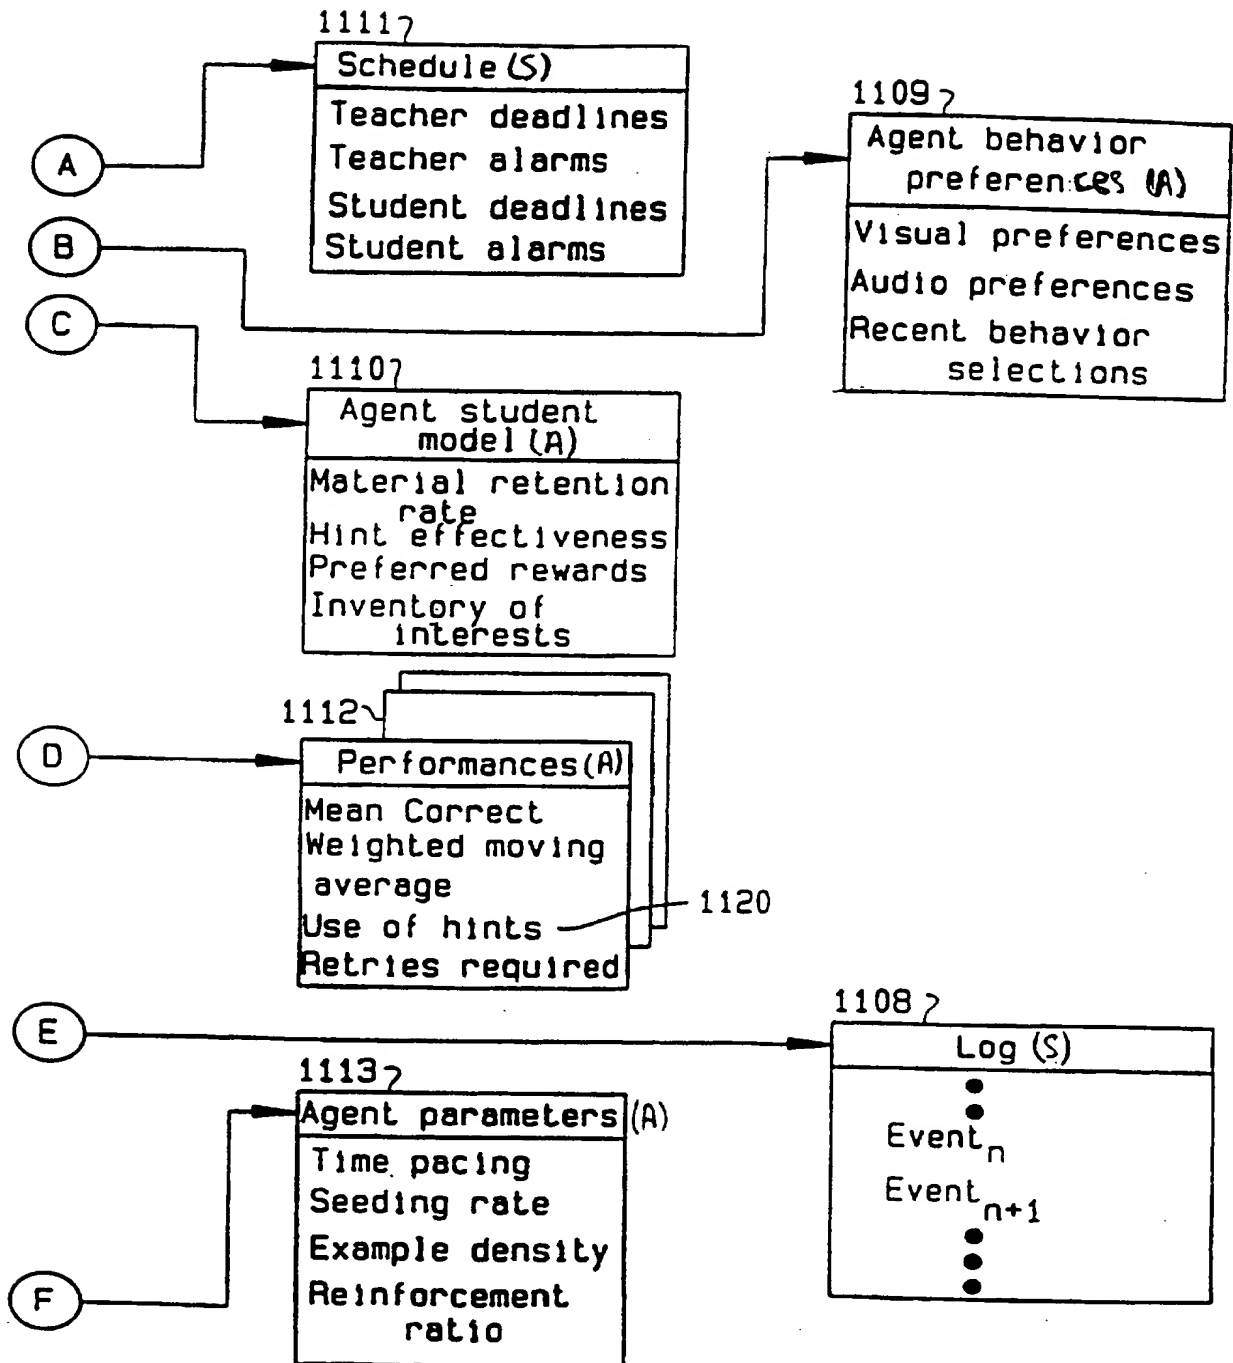 1111
Schedule (S)
Teacher deadlines
Teacher alarms
Student deadlines
Student alarms
A
B
C
1109
Agent behavior
preferences (A)
Visual preferences
Audio preferences
Recent behavior
selections
1110
Agent student
model (A)
Material retention
rate
Hint effectiveness
Preferred rewards
Inventory of
interests
D
1112
Performances (A)
Mean Correct
Weighted moving
average
Use of hints
1120
Retries required
E
1108
Log (S)
Event n
Event n+1
F
1113
Agent parameters (A)
Time pacing
Seeding rate
Example density
Reinforcement
ratio